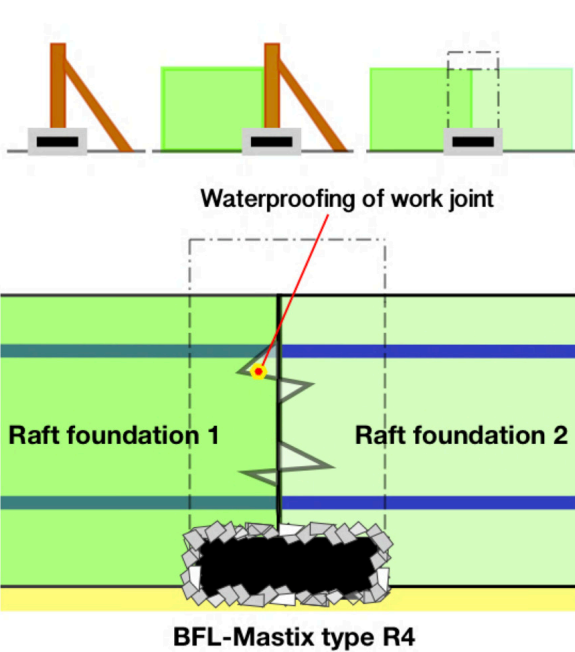 Waterproofing of work joint
Raft foundation 1
Raft foundation 2
BFL-Mastix type R4